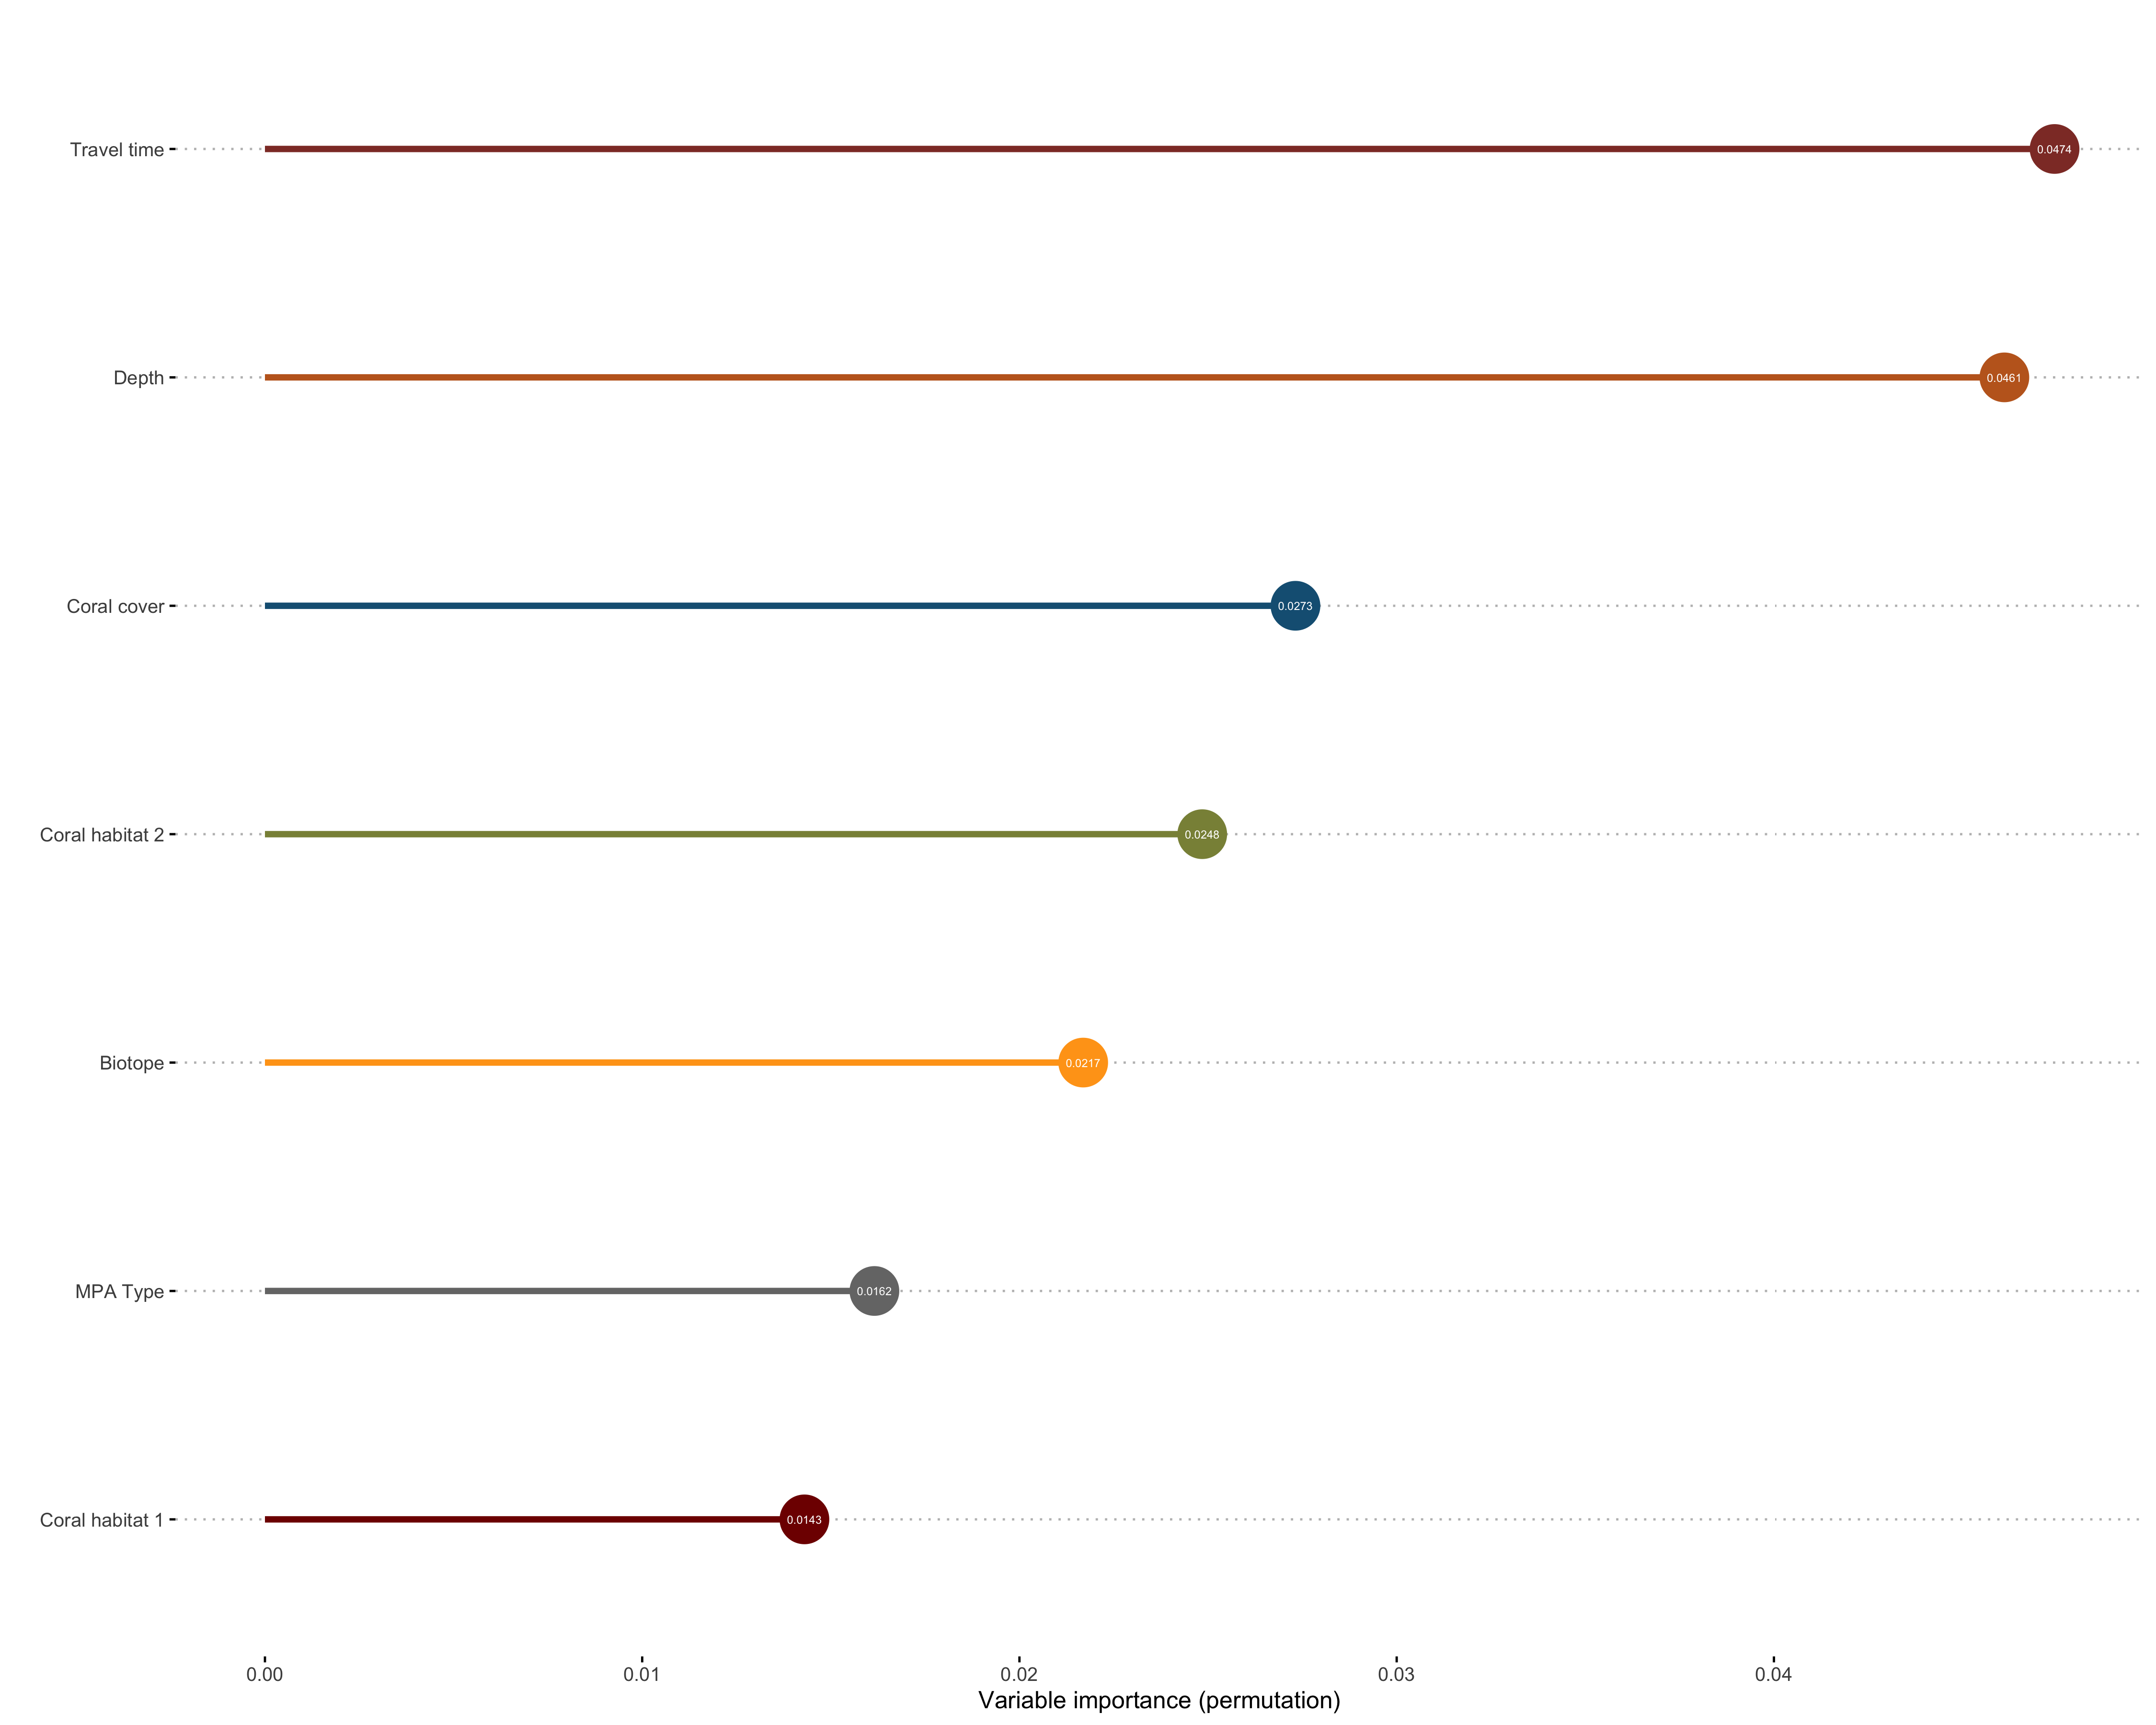 Travel time
0.0474
Depth
0.0461
Coral cover
0.0273
Coral habitat 2
0.0248
Biotope
0.0217
MPA Type
0.0162
Coral habitat 1
0.0143
0.00 0.01 0.02 0.03 0.04
Variable importance (permutation)